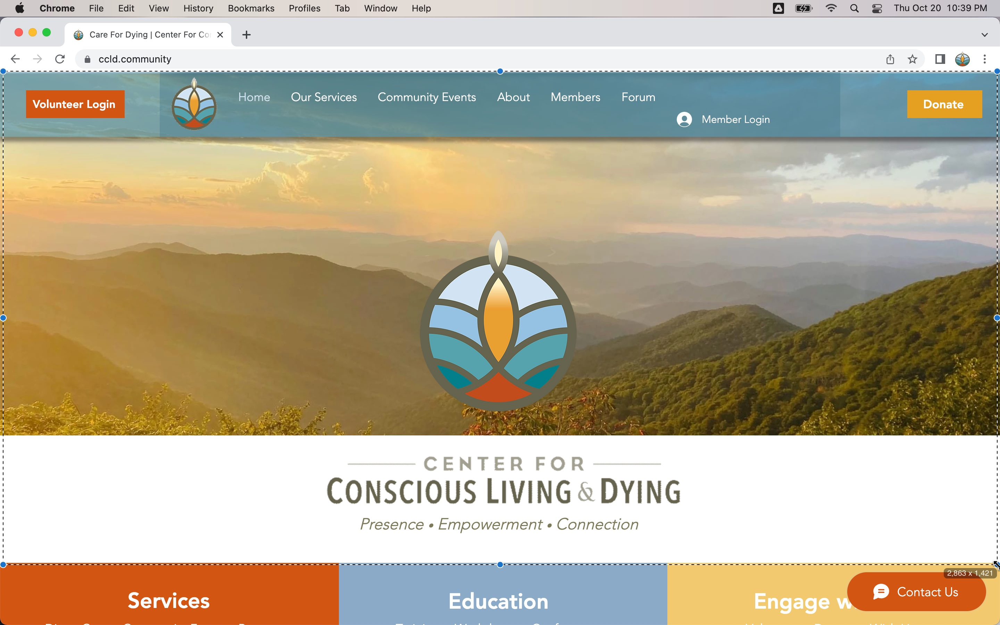 Chrome File Edit View History Bookmarks Profiles Tab Window Help Thu Oct 20 10:39 PM
Care For Dying | Center For Co
ccld.community
Volunteer Login
Home Our Services Community Events About Members Forum
Donate
Member Login
CENTER FOR
CONSCIOUS LIVING & DYING
Presence • Empowerment • Connection
2,863 x 1,421
Services Education Engage w
Contact Us